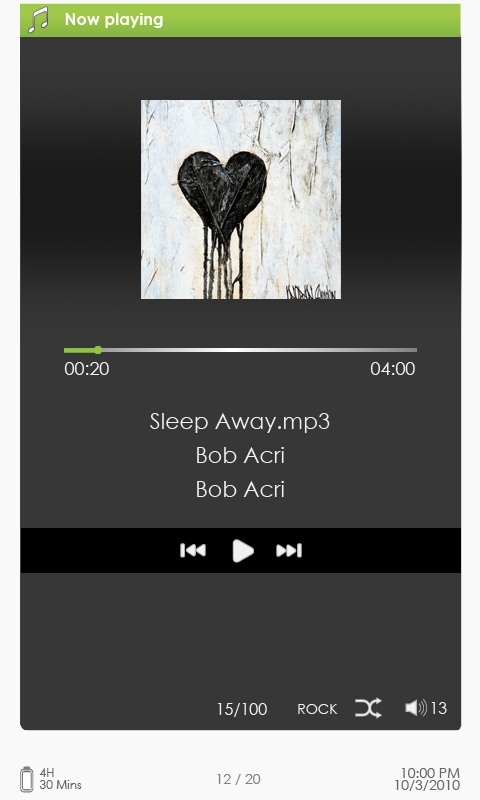 Now playing
00:20 04:00
Sleep Away.mp3
Bob Acri
Bob Acri
15/100 ROCK 13
4H
30 Mins
12 / 20
10:00 PM
10/3/2010